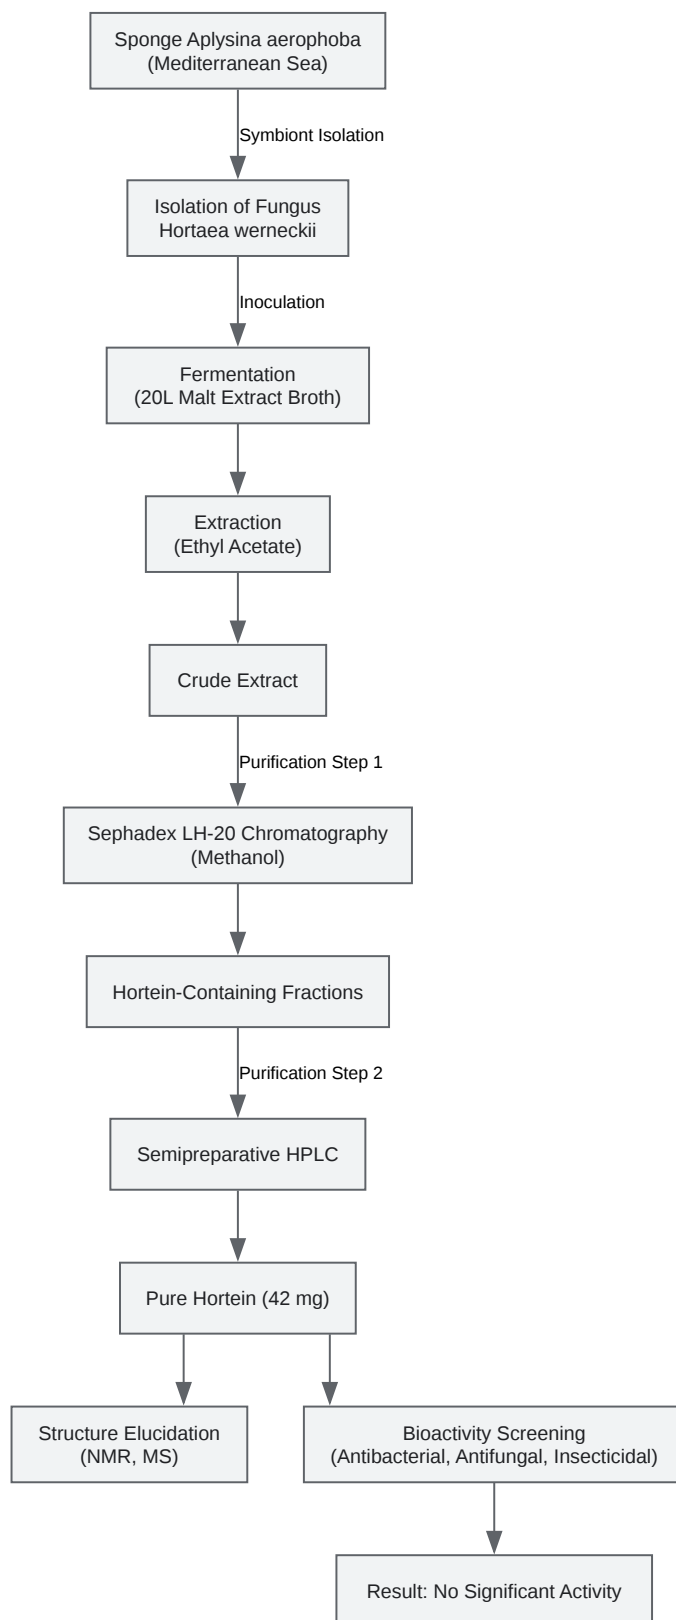 Sponge Aplysina aerophoba
(Mediterranean Sea)
Symbiont Isolation
Isolation of Fungus
Hortaea werneckii
Inoculation
Fermentation
(20L Malt Extract Broth)
Extraction
(Ethyl Acetate)
Crude Extract
Purification Step 1
Sephadex LH-20 Chromatography
(Methanol)
Hortein-Containing Fractions
Purification Step 2
Semipreparative HPLC
Pure Hortein (42 mg)
Structure Elucidation
(NMR, MS)
Bioactivity Screening
(Antibacterial, Antifungal, Insecticidal)
Result: No Significant Activity